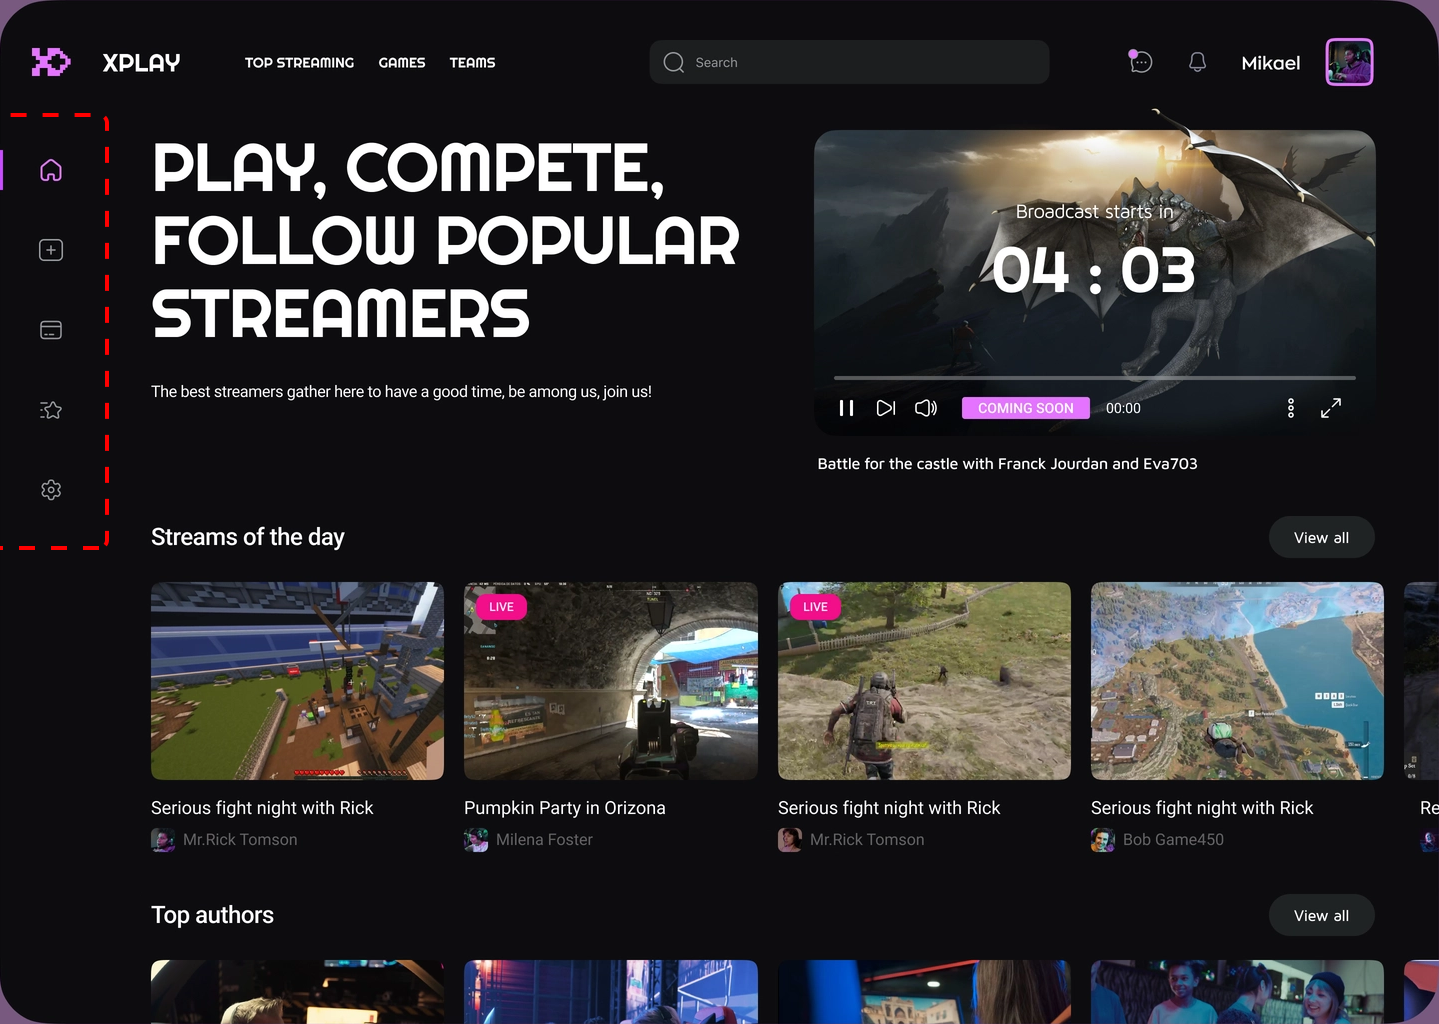 XPLAY
TOP STREAMING GAMES TEAMS
Search
Mikael
PLAY, COMPETE,
FOLLOW POPULAR
STREAMERS
The best streamers gather here to have a good time, be among us, join us!
Broadcast starts in
04 : 03
COMING SOON 00:00
Battle for the castle with Franck Jourdan and Eva703
Streams of the day
View all
LIVE
LIVE
Serious fight night with Rick
Mr.Rick Tomson
Pumpkin Party in Orizona
Milena Foster
Serious fight night with Rick
Mr.Rick Tomson
Serious fight night with Rick
Bob Game450
Re
Top authors
View all